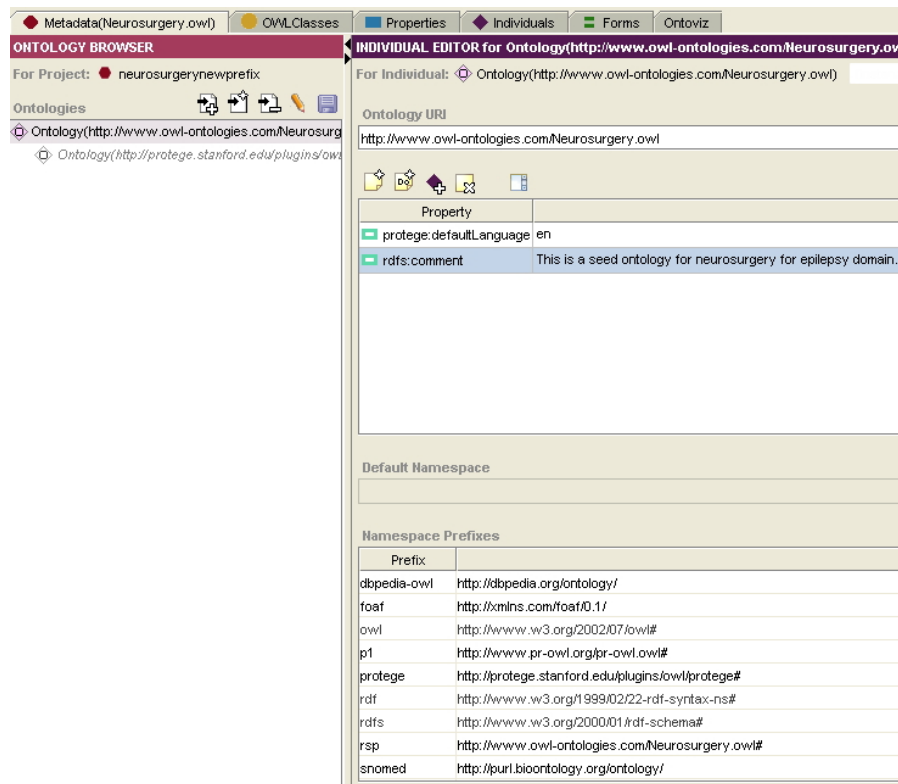 Metadata(Neurosurgery.owl) OWLClasses Properties Individuals Forms Ontoviz
ONTOLOGY BROWSER
For Project: neurosurgerynewprefix
Ontologies
Ontology(http://www.owl-ontologies.com/Neurosurg
Ontology(http://protege.stanford.edu/plugins/owl
INDIVIDUAL EDITOR for Ontology(http://www.owl-ontologies.com/Neurosurgery.ow
For Individual: Ontology(http://www.owl-ontologies.com/Neurosurgery.owl)
Ontology URI
http://www.owl-ontologies.com/Neurosurgery.owl
Property
protege:defaultLanguage en
rdfs:comment This is a seed ontology for neurosurgery for epilepsy domain.
Default Namespace
Namespace Prefixes
Prefix
dbpedia-owl http://dbpedia.org/ontology/
foaf http://xmlns.com/foaf/0.1/
owl http://www.w3.org/2002/07/owl#
p1 http://www.pr-owl.org/pr-owl.owl#
protege http://protege.stanford.edu/plugins/owl/protege#
rdf http://www.w3.org/1999/02/22-rdf-syntax-ns#
rdfs http://www.w3.org/2000/01/rdf-schema#
rsp http://www.owl-ontologies.com/Neurosurgery.owl#
snomed http://purl.bioontology.org/ontology/